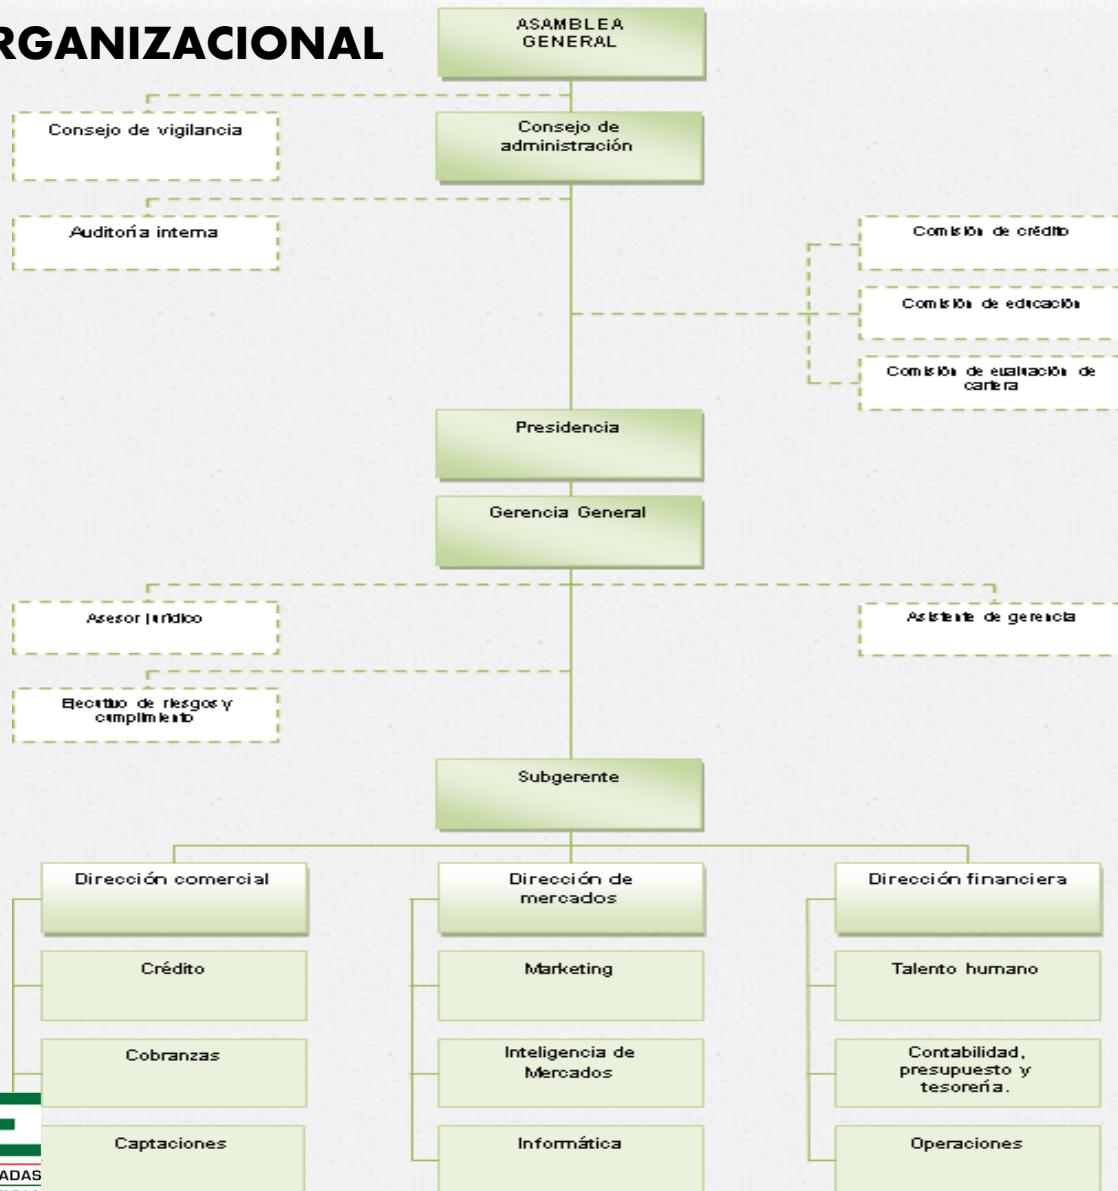 RGANIZACIONAL
ASAMBLEA
GENERAL
Consejo de vigilancia
Consejo de
administración
Auditoría interna
Comisión de crédito
Comisión de educación
Comisión de evaluación de
cartera
Presidencia
Gerencia General
Asesor jurídico
Asistente de gerencia
Ejecutivo de riesgos y
cumplimiento
Subgerente
Dirección comercial
Dirección de
mercados
Dirección financiera
Crédito
Marketing
Talento humano
Cobranzas
Inteligencia de
Mercados
Contabilidad,
presupuesto y
tesorería.
Captaciones
Informática
Operaciones
E
ADAS